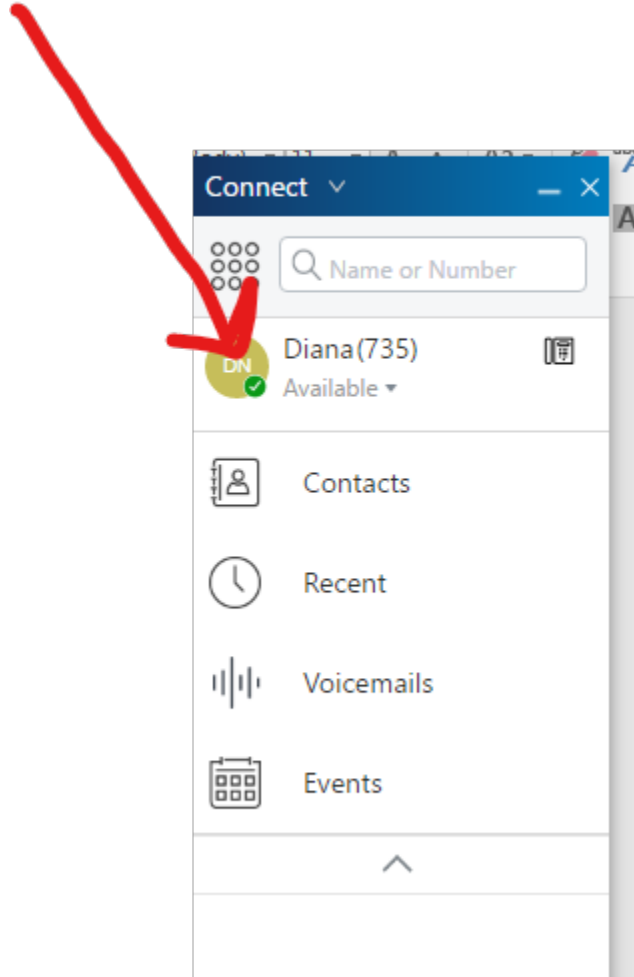 Connect
Name or Number
DN
Diana(735)
Available
Contacts
Recent
Voicemails
Events